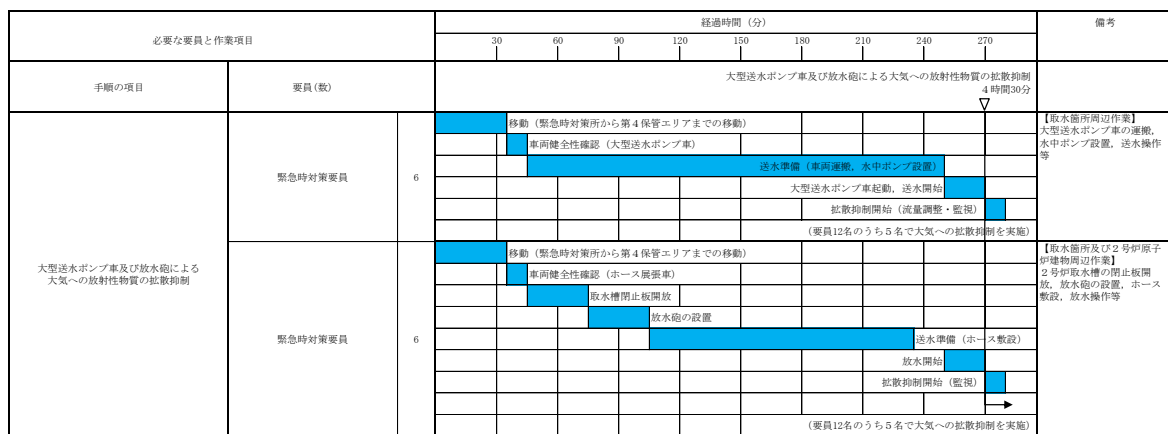 必要な要員と作業項目
経過時間（分）
備考
30 60 90 120 150 180 210 240 270
手順の項目
要員(数)
大型送水ポンプ車及び放水砲による大気への放射性物質の拡散抑制
４時間30分
大型送水ポンプ車及び放水砲による
大気への放射性物質の拡散抑制
緊急時対策要員
6
移動（緊急時対策所から第４保管エリアまでの移動）
車両健全性確認（大型送水ポンプ車）
送水準備（車両運搬，水中ポンプ設置）
大型送水ポンプ車起動，送水開始
拡散抑制開始（流量調整・監視）
（要員12名のうち５名で大気への拡散抑制を実施）
【取水箇所周辺作業】
大型送水ポンプ車の運搬，
水中ポンプ設置，送水操作
等
緊急時対策要員
6
移動（緊急時対策所から第４保管エリアまでの移動）
車両健全性確認（ホース展張車）
取水槽閉止板開放
放水砲の設置
送水準備（ホース敷設）
放水開始
拡散抑制開始（監視）
（要員12名のうち５名で大気への拡散抑制を実施）
【取水箇所及び２号炉原子
炉建物周辺作業】
２号炉取水槽の閉止板開
放，放水砲の設置，ホース
敷設，放水操作等